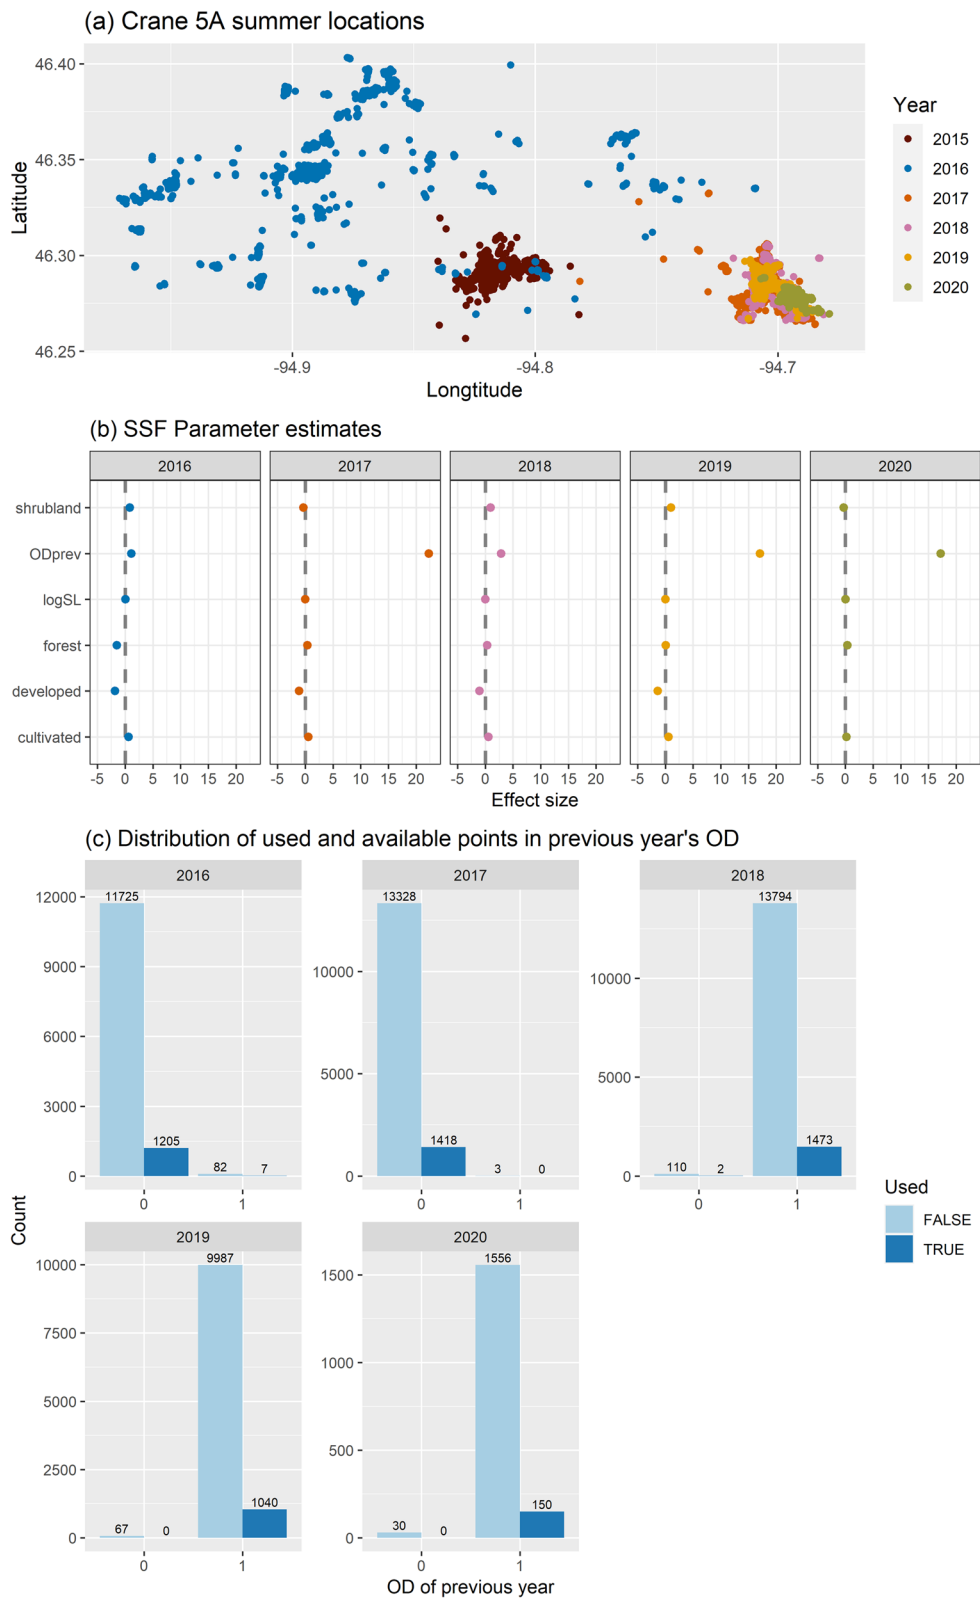 (a) Crane 5A summer locations
46.40
46.35
46.30
46.25
Latitude
-94.9 -94.8 -94.7
Longtitude
Year
2015
2016
2017
2018
2019
2020
(b) SSF Parameter estimates
2016 2017 2018 2019 2020
shrubland
ODprev
logSL
forest
developed
cultivated
-5 0 5 10 15 20 -5 0 5 10 15 20 -5 0 5 10 15 20 -5 0 5 10 15 20 -5 0 5 10 15 20
Effect size
(c) Distribution of used and available points in previous year's OD
2016
12000
9000
6000
3000
0
11725
1205
82
7
0 1
2017
10000
5000
0
13328
1418
3
0
0 1
2018
10000
5000
0
110
2
13794
1473
0 1
Count
2019
10000
7500
5000
2500
0
67
0
9987
1040
0 1
2020
1500
1000
500
0
30
0
1556
150
0 1
OD of previous year
Used
FALSE
TRUE